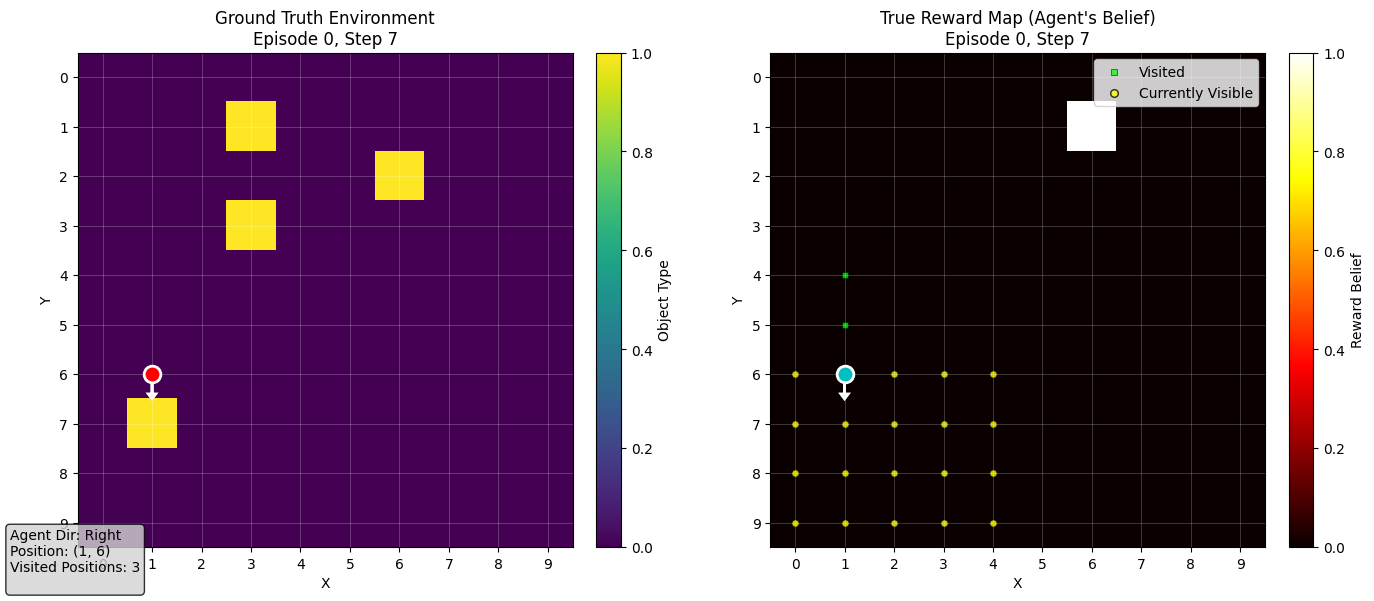 Ground Truth Environment
Episode 0, Step 7
0
1
2
3
4
5
6
7
8
9
Y
0 1 2 3 4 5 6 7 8 9
X
1.0
0.8
0.6
0.4
0.2
0.0
Object Type
Agent Dir: Right
Position: (1, 6)
Visited Positions: 3
True Reward Map (Agent's Belief)
Episode 0, Step 7
Visited
Currently Visible
0
1
2
3
4
5
6
7
8
9
Y
0 1 2 3 4 5 6 7 8 9
X
1.0
0.8
0.6
0.4
0.2
0.0
Reward Belief